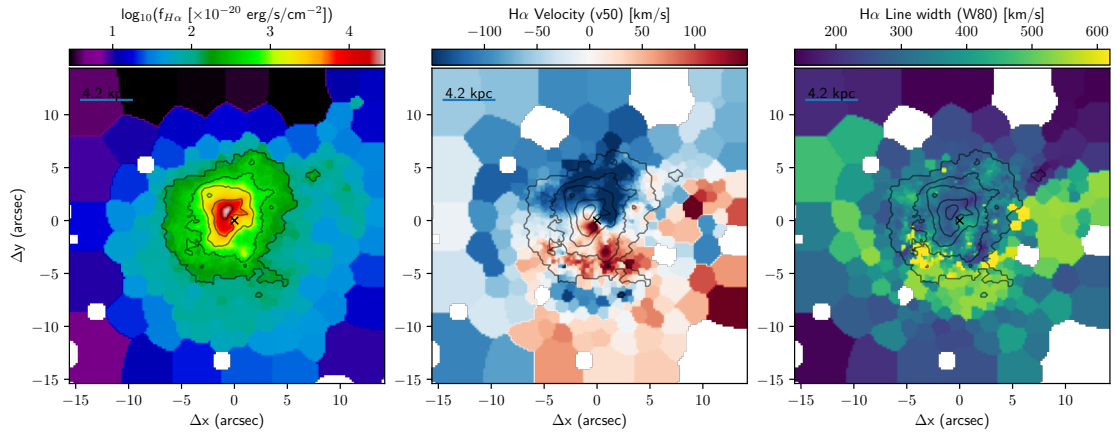 log₁₀(f_{Hα} [×10⁻²⁰ erg/s/cm⁻²])
1 2 3 4
4.2 kpc
Δy (arcsec)
10
5
0
−5
−10
−15
−15 −10 −5 0 5 10
Δx (arcsec)
Hα Velocity (v50) [km/s]
−100 −50 0 50 100
4.2 kpc
10
5
0
−5
−10
−15
−15 −10 −5 0 5 10
Δx (arcsec)
Hα Line width (W80) [km/s]
200 300 400 500 600
4.2 kpc
10
5
0
−5
−10
−15
−15 −10 −5 0 5 10
Δx (arcsec)